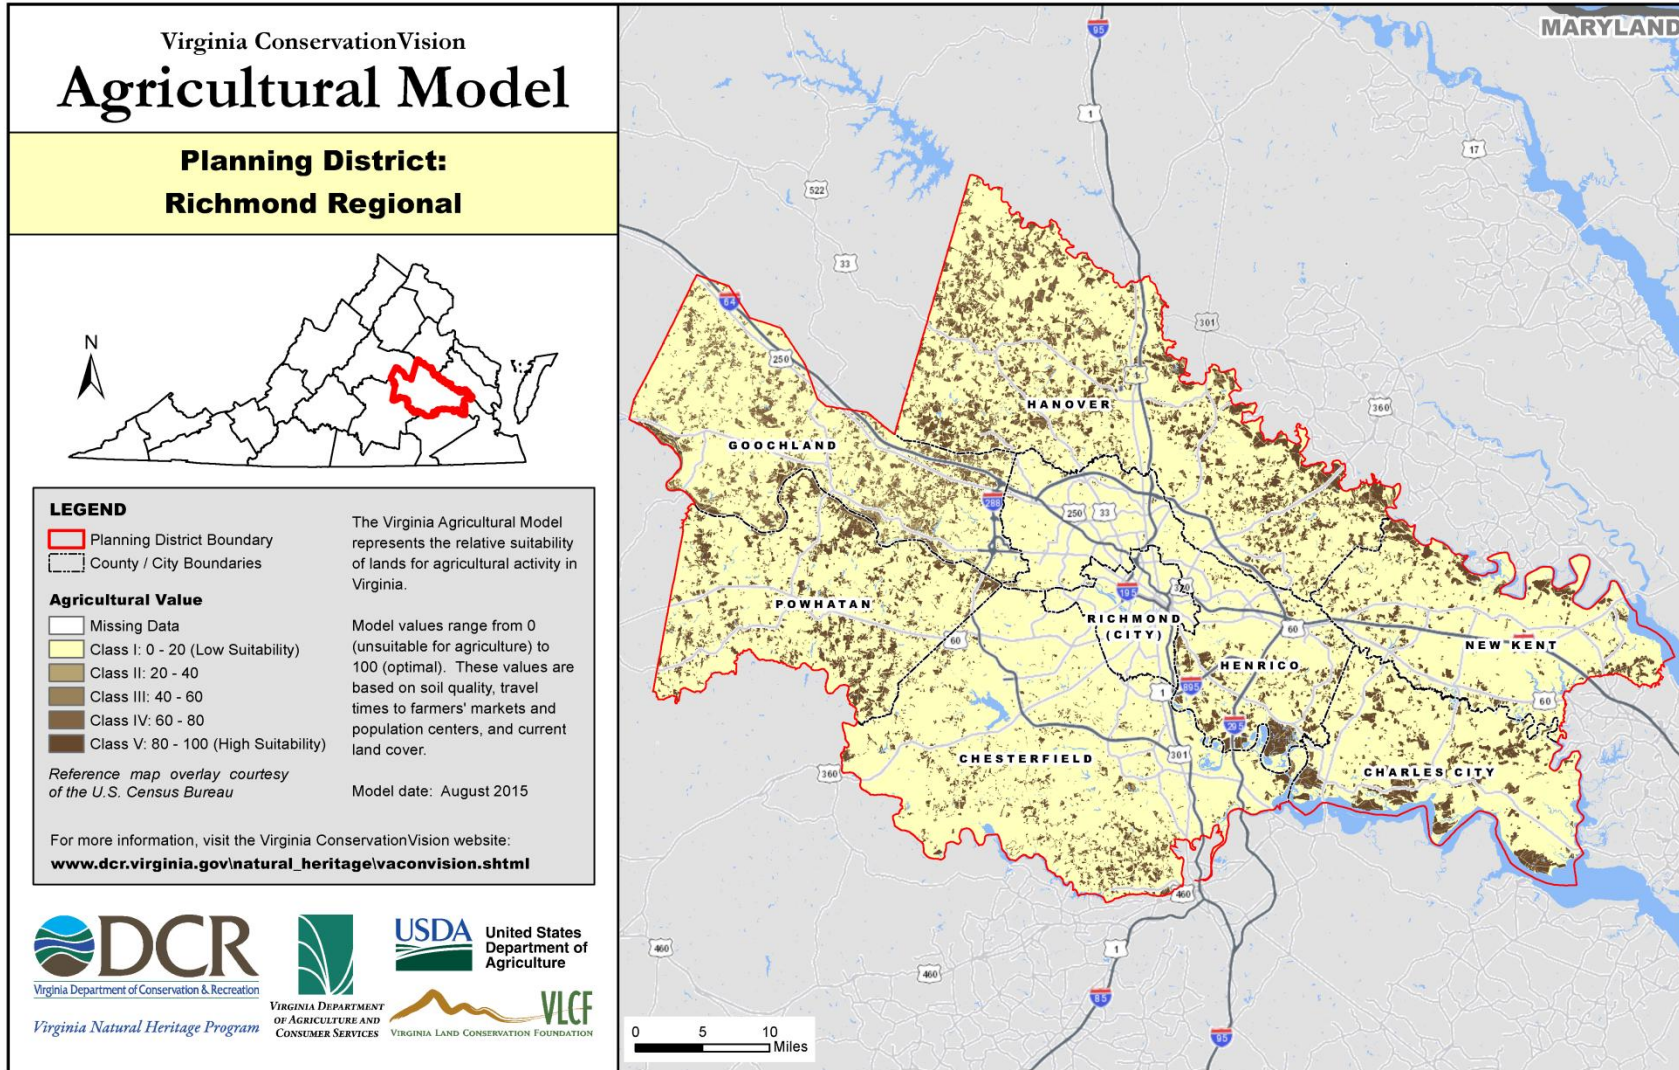 Virginia ConservationVision
Agricultural Model
Planning District:
Richmond Regional
N
LEGEND
Planning District Boundary
County / City Boundaries
Agricultural Value
Missing Data
Class I: 0 - 20 (Low Suitability)
Class II: 20 - 40
Class III: 40 - 60
Class IV: 60 - 80
Class V: 80 - 100 (High Suitability)
Reference map overlay courtesy
of the U.S. Census Bureau
The Virginia Agricultural Model
represents the relative suitability
of lands for agricultural activity in
Virginia.
Model values range from 0
(unsuitable for agriculture) to
100 (optimal). These values are
based on soil quality, travel
times to farmers' markets and
population centers, and current
land cover.
Model date: August 2015
For more information, visit the Virginia ConservationVision website:
www.dcr.virginia.gov\natural_heritage\vaconvision.shtml
DCR
Virginia Department of Conservation & Recreation
Virginia Natural Heritage Program
VIRGINIA DEPARTMENT
OF AGRICULTURE AND
CONSUMER SERVICES
USDA
United States
Department of
Agriculture
VLCF
VIRGINIA LAND CONSERVATION FOUNDATION
MARYLAND
95
1
17
522
33
64
301
250
1
360
HANOVER
GOOCHLAND
288
250
33
POWHATAN
195
360
RICHMOND
(CITY)
60
60
NEW KENT
HENRICO
895
1
60
295
301
CHESTERFIELD
360
CHARLES CITY
460
460
1
460
85
95
0
5
10
Miles